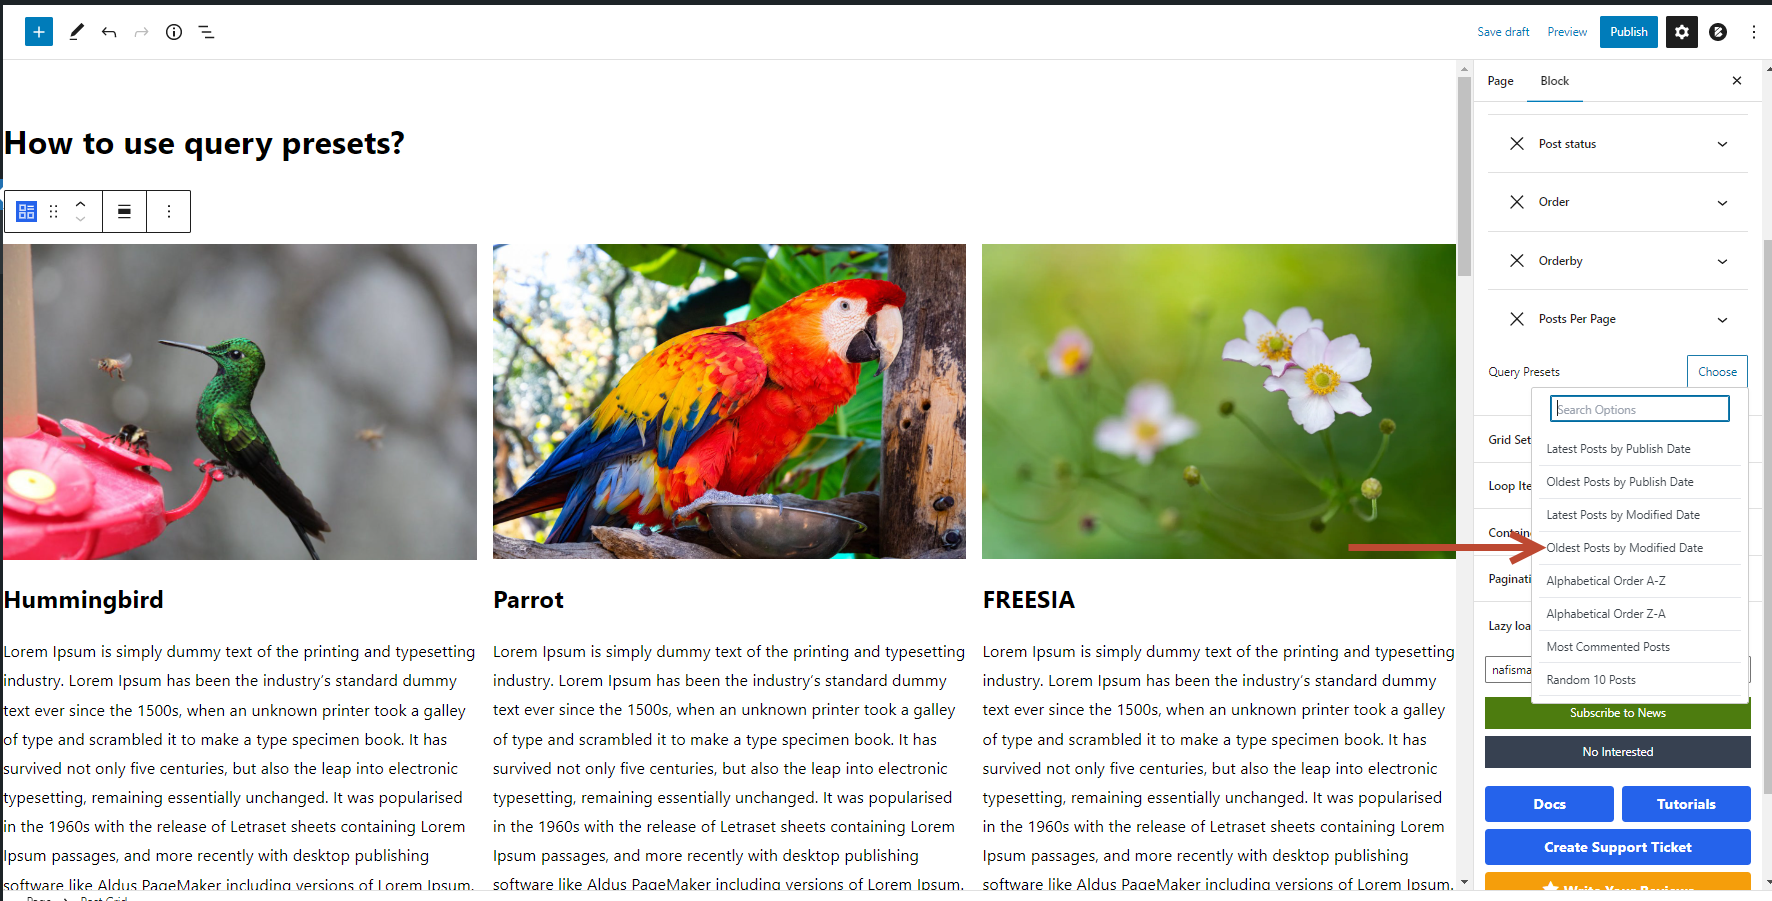 Save draft
Preview
Publish
Page
Block
How to use query presets?
Post status
Order
Orderby
Posts Per Page
Query Presets
Choose
Search Options
Latest Posts by Publish Date
Oldest Posts by Publish Date
Latest Posts by Modified Date
Oldest Posts by Modified Date
Alphabetical Order A-Z
Alphabetical Order Z-A
Most Commented Posts
Random 10 Posts
Grid Set
Loop Ite
Contain
Paginati
Lazy loa
nafisma
Subscribe to News
No Interested
Docs
Tutorials
Create Support Ticket
Write Your Reviews
Hummingbird
Lorem Ipsum is simply dummy text of the printing and typesetting
industry. Lorem Ipsum has been the industry's standard dummy
text ever since the 1500s, when an unknown printer took a galley
of type and scrambled it to make a type specimen book. It has
survived not only five centuries, but also the leap into electronic
typesetting, remaining essentially unchanged. It was popularised
in the 1960s with the release of Letraset sheets containing Lorem
Ipsum passages, and more recently with desktop publishing
software like Aldus PageMaker including versions of Lorem Ipsum.
Parrot
Lorem Ipsum is simply dummy text of the printing and typesetting
industry. Lorem Ipsum has been the industry's standard dummy
text ever since the 1500s, when an unknown printer took a galley
of type and scrambled it to make a type specimen book. It has
survived not only five centuries, but also the leap into electronic
typesetting, remaining essentially unchanged. It was popularised
in the 1960s with the release of Letraset sheets containing Lorem
Ipsum passages, and more recently with desktop publishing
software like Aldus PageMaker including versions of Lorem Ipsum.
FREESIA
Lorem Ipsum is simply dummy text of the printing and typesetting
industry. Lorem Ipsum has been the industry's standard dummy
text ever since the 1500s, when an unknown printer took a galley
of type and scrambled it to make a type specimen book. It has
survived not only five centuries, but also the leap into electronic
typesetting, remaining essentially unchanged. It was popularised
in the 1960s with the release of Letraset sheets containing Lorem
Ipsum passages, and more recently with desktop publishing
software like Aldus PageMaker including versions of Lorem Ipsum.
Page
Post Grid